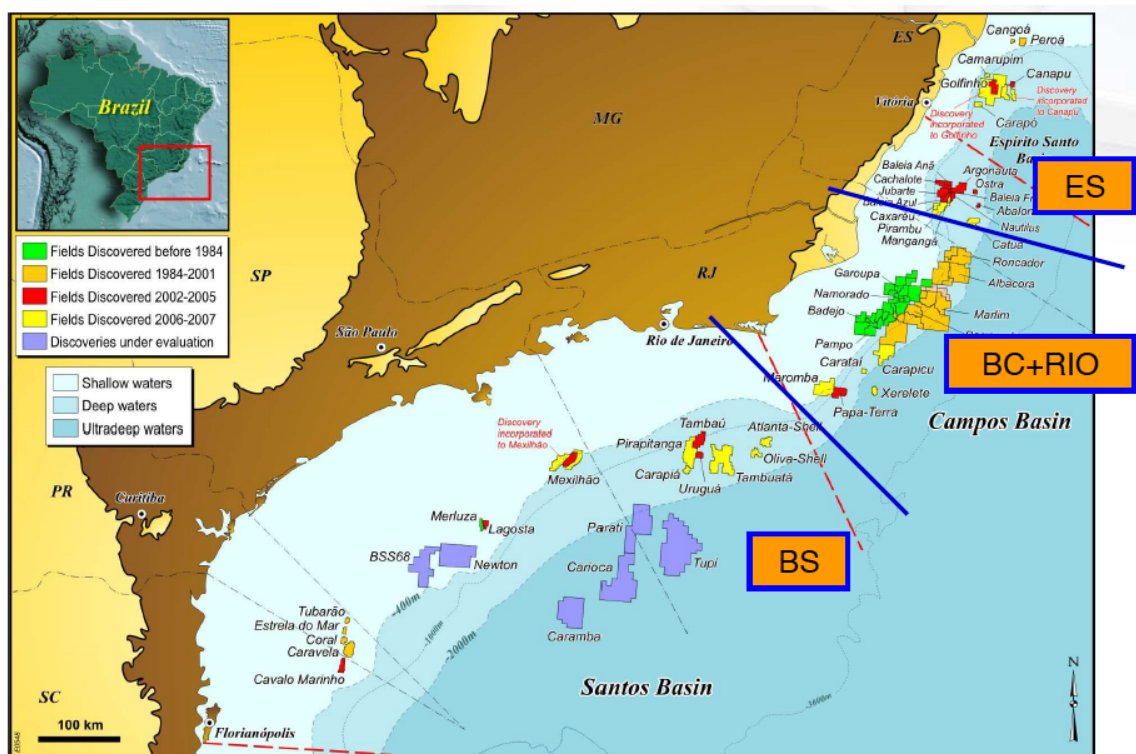 Brazil
Fields Discovered before 1984
Fields Discovered 1984-2001
Fields Discovered 2002-2005
Fields Discovered 2006-2007
Discoveries under evaluation
Shallow waters
Deep waters
Ultradeep waters
ES
MG
SP
RJ
PR
SC
Vitória
São Paulo
Rio de Janeiro
Curitiba
Florianópolis
Cangoá
Peroá
Camarupim
Golfinho
Canapu
Discovery
incorporated
to Canapu
Discovery
incorporated
to Golfinho
Carapó
Espírito Santo
Baleia Anã
Argonauta
Cachalote
Ostra
Jubarte
Baleia Azul
Caxaréu
Nautilus
Pirambu
Mangangá
Catuá
ES
Roncador
Garoupa
Albacora
Namorado
Badejo
Marlim
Pampo
Carataí
Carapicu
BC+RIO
Maromba
Xerelete
Papa-Terra
Campos Basin
Discovery
incorporated
to Mexilhão
Mexilhão
Tambaú
Atlanta-Shell
Pirapitanga
Oliva-Shell
Carapiá
Uruguá
Tambuatá
Merluza
Lagosta
Parati
BSS68
Newton
Carioca
Tupi
BS
Caramba
-400m
-2000m
Tubarão
Estrela do Mar
Coral
Caravela
Cavalo Marinho
Santos Basin
100 km
N